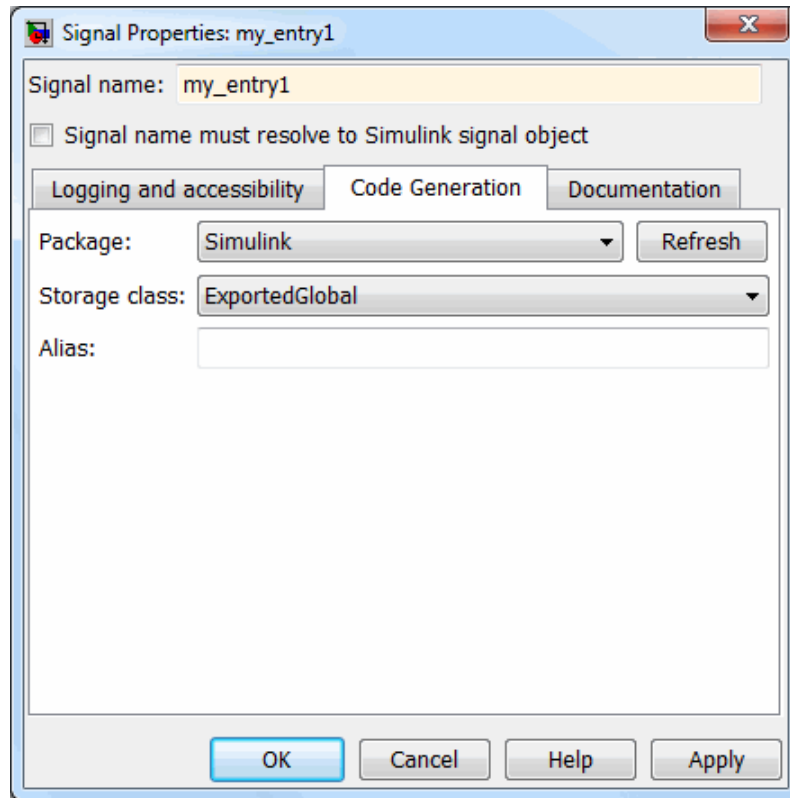 Signal Properties: my_entry1
Signal name: my_entry1
Signal name must resolve to Simulink signal object
Logging and accessibility Code Generation Documentation
Package: Simulink Refresh
Storage class: ExportedGlobal
Alias:
OK Cancel Help Apply